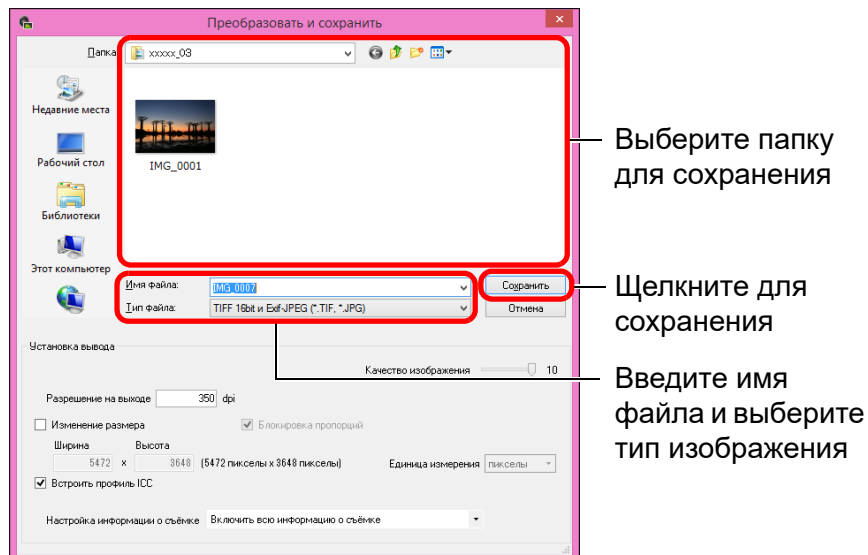 Преобразовать и сохранить
Папка
xxxxx_03
Недавние места
Рабочий стол
IMG_0001
Библиотеки
Этот компьютер
Выберите папку
для сохранения
Имя файла:
IMG_0007
Сохранить
Тип файла:
TIFF 16bit и Exif-JPEG (*.TIF, *.JPG)
Отмена
Щелкните для
сохранения
Установка вывода
Качество изображения
10
Введите имя
файла и выберите
тип изображения
Разрешение на выходе
350 dpi
Изменение размера
Блокировка пропорций
Ширина
Высота
5472 x 3648 (5472 пикселы x 3648 пикселы)
Единица измерения
пикселы
Встроить профиль ICC
Настройка информации о съёмке
Включить всю информацию о съёмке